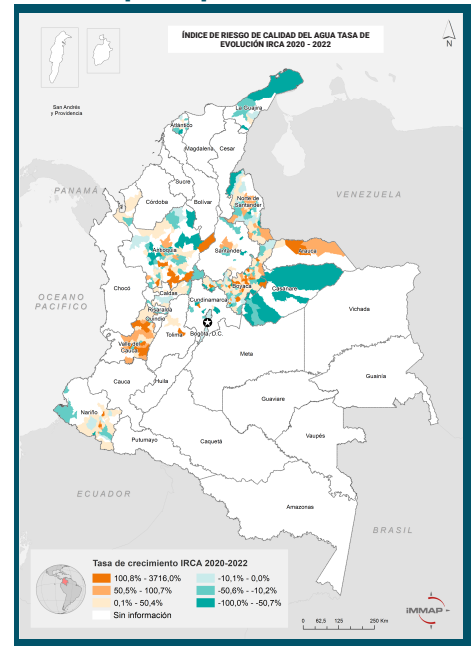 ÍNDICE DE RIESGO DE CALIDAD DEL AGUA TASA DE
EVOLUCIÓN IRCA 2020 - 2022
N
San Andrés
y Providencia
La Guajira
Atlántico
Magdalena
Cesar
Sucre
PANAMÁ
VENEZUELA
Córdoba
Bolívar
Norte de
Santander
Antioquia
Santander
Arauca
Chocó
Boyacá
Casanare
OCEANO
PACIFICO
Caldas
Cundinamarca
Risaralda
Quindío
Vichada
Tolima
Bogotá, D.C.
Valle del
Cauca
Meta
Guainía
Cauca
Huila
Guaviare
Nariño
Vaupés
Putumayo
Caquetá
ECUADOR
Amazonas
BRASIL
Tasa de crecimiento IRCA 2020-2022
100,8% - 3716,0%
-10,1% - 0,0%
50,5% - 100,7%
-50,6% - -10,2%
0,1% - 50,4%
-100,0% - -50,7%
Sin información
iMMAP
0 62,5 125 250 Km